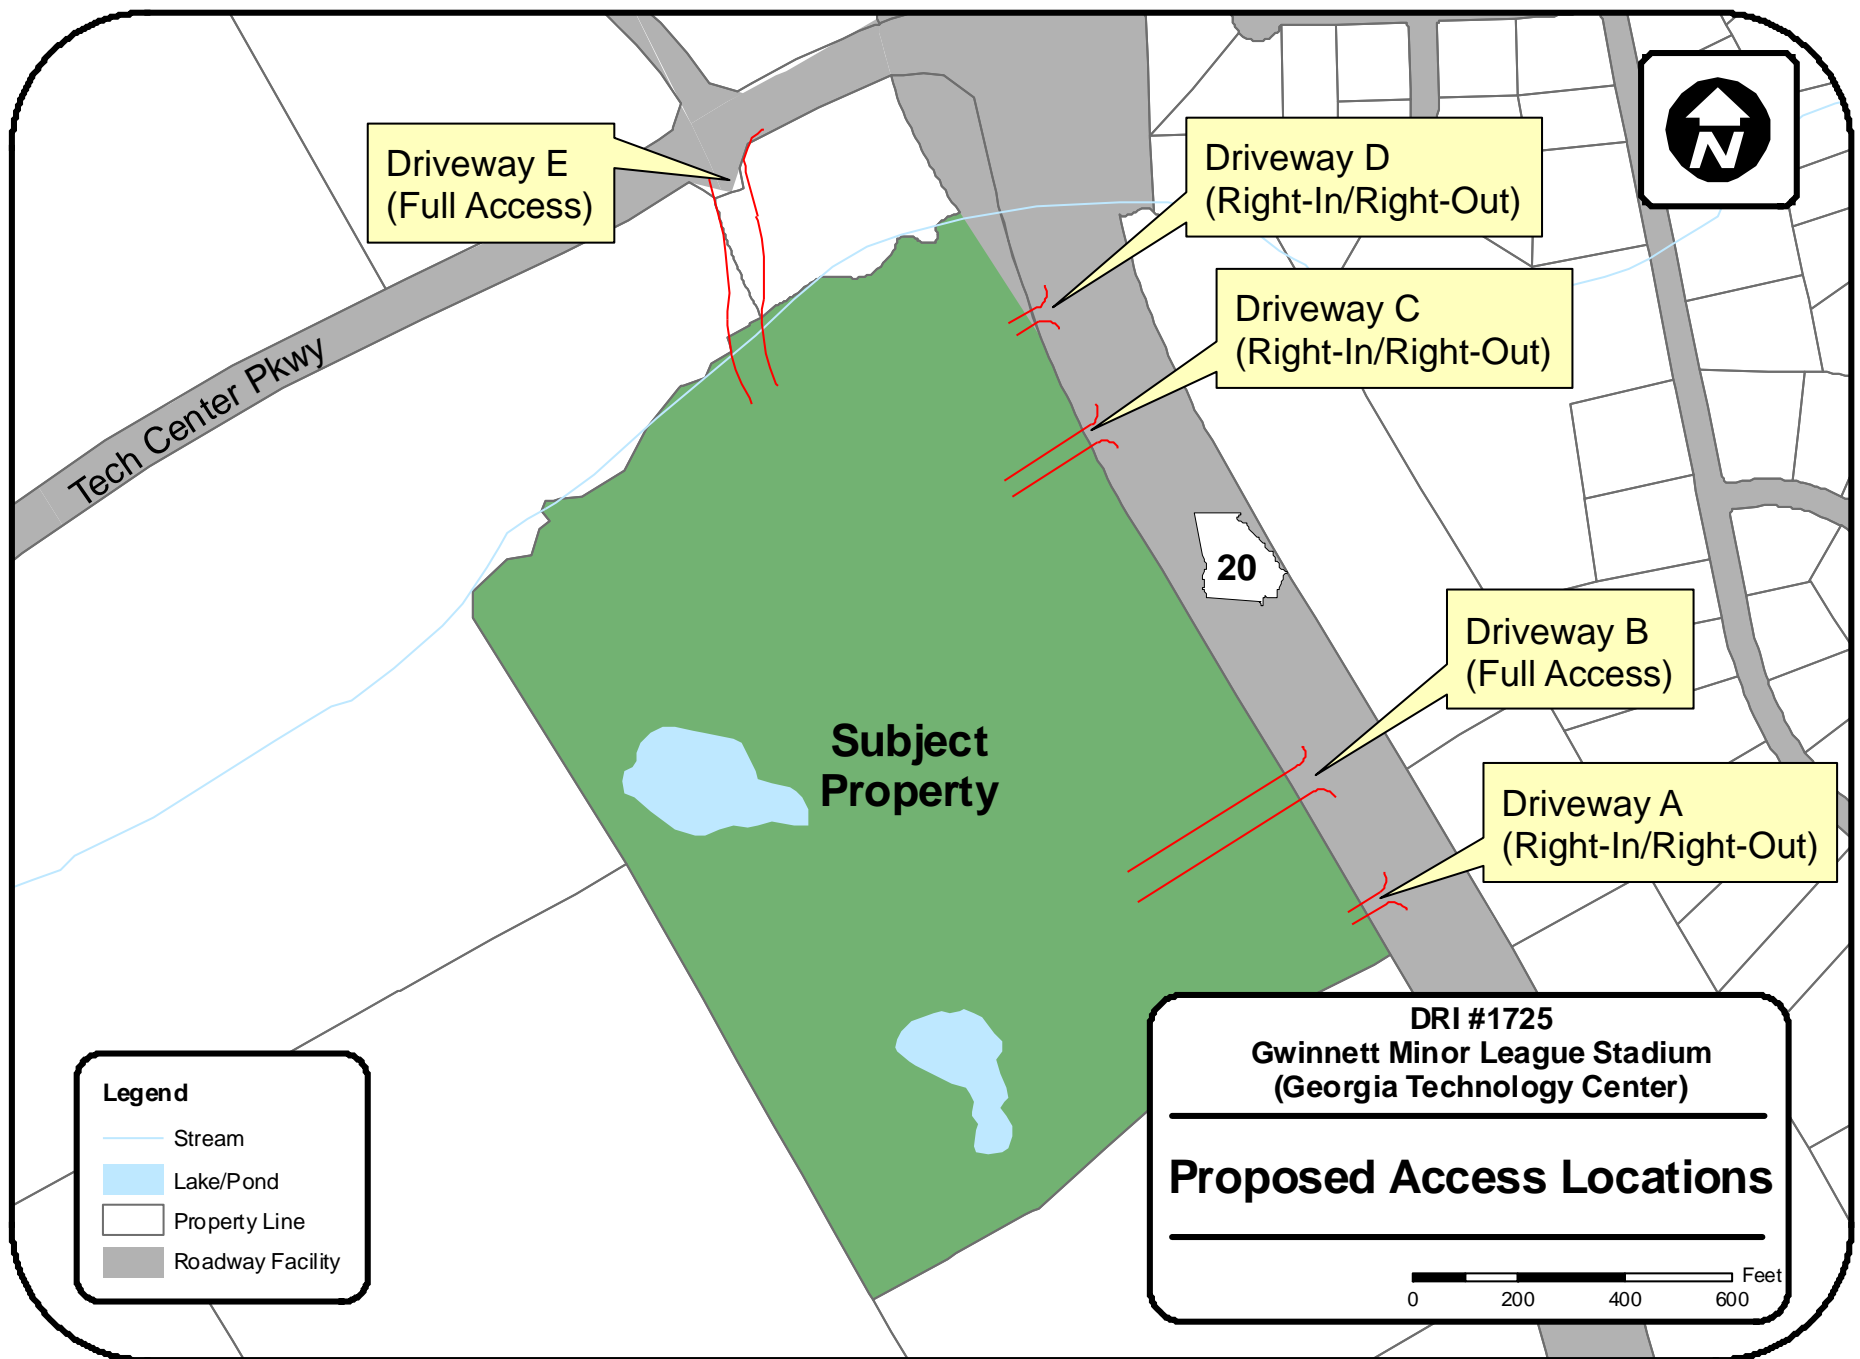 N
Driveway E
(Full Access)
Driveway D
(Right-In/Right-Out)
Driveway C
(Right-In/Right-Out)
Tech Center Pkwy
20
Driveway B
(Full Access)
Subject
Property
Driveway A
(Right-In/Right-Out)
DRI #1725
Gwinnett Minor League Stadium
(Georgia Technology Center)
Proposed Access Locations
Feet
0 200 400 600
Legend
Stream
Lake/Pond
Property Line
Roadway Facility